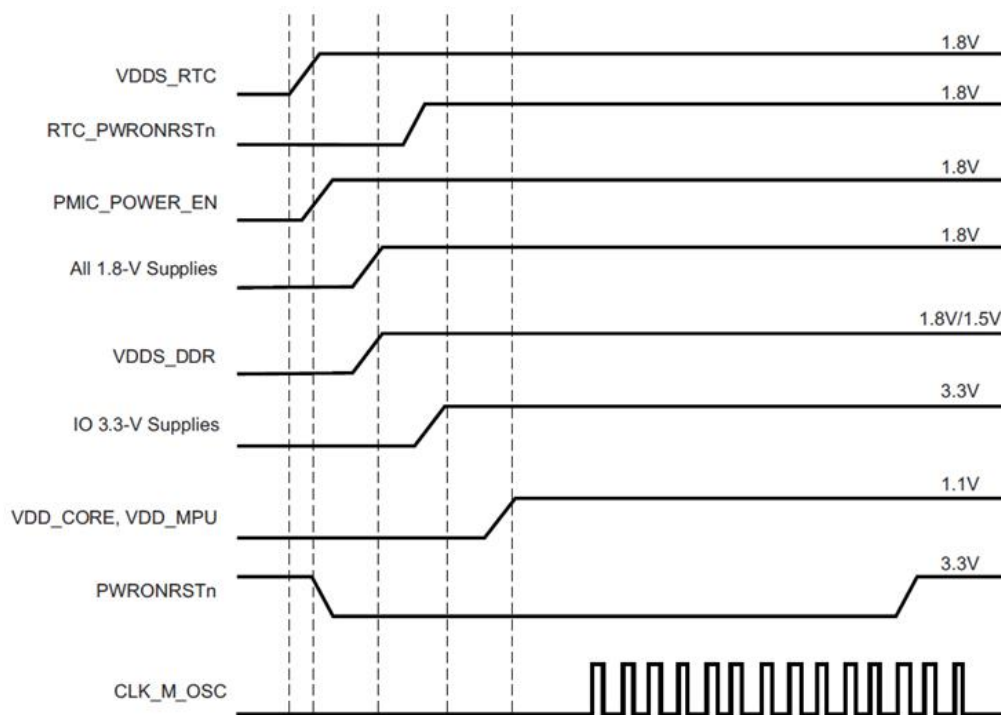 1.8V
VDDS_RTC
1.8V
RTC_PWRONRSTn
1.8V
PMIC_POWER_EN
1.8V
All 1.8-V Supplies
1.8V/1.5V
VDDS_DDR
3.3V
IO 3.3-V Supplies
1.1V
VDD_CORE, VDD_MPU
3.3V
PWRONRSTn
CLK_M_OSC